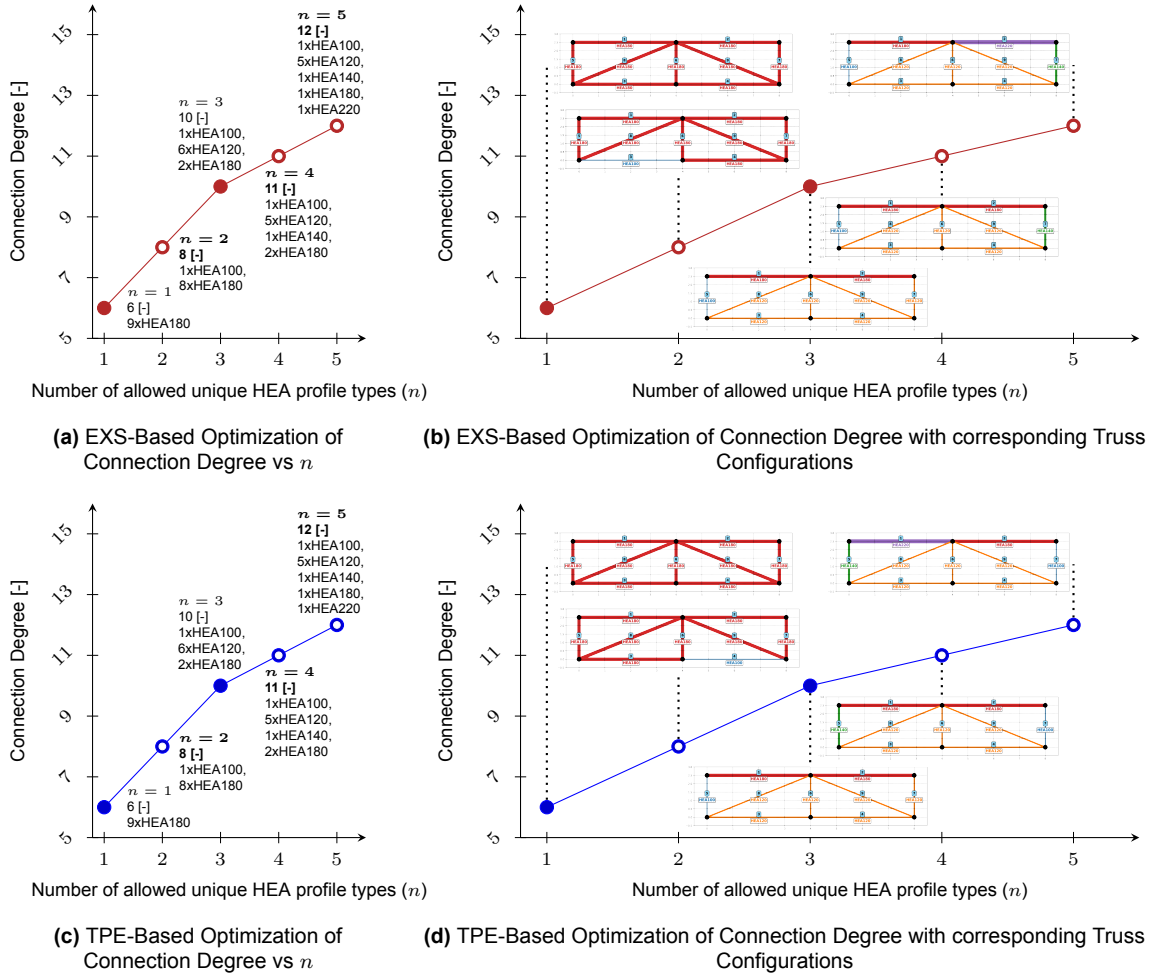 15
13
11
9
7
5
Connection Degree [-]
n = 1
6 [-]
9xHEA180
n = 2
8 [-]
1xHEA100,
8xHEA180
n = 3
10 [-]
1xHEA100,
6xHEA120,
2xHEA180
n = 4
11 [-]
1xHEA100,
5xHEA120,
1xHEA140,
2xHEA180
n = 5
12 [-]
1xHEA100,
5xHEA120,
1xHEA140,
1xHEA180,
1xHEA220
1 2 3 4 5
Number of allowed unique HEA profile types (n)
(a) EXS-Based Optimization of
Connection Degree vs n
15
13
11
9
7
5
Connection Degree [-]
1 2 3 4 5
Number of allowed unique HEA profile types (n)
(b) EXS-Based Optimization of Connection Degree with corresponding Truss
Configurations
15
13
11
9
7
5
Connection Degree [-]
n = 1
6 [-]
9xHEA180
n = 2
8 [-]
1xHEA100,
8xHEA180
n = 3
10 [-]
1xHEA100,
6xHEA120,
2xHEA180
n = 4
11 [-]
1xHEA100,
5xHEA120,
1xHEA140,
2xHEA180
n = 5
12 [-]
1xHEA100,
5xHEA120,
1xHEA140,
1xHEA180,
1xHEA220
1 2 3 4 5
Number of allowed unique HEA profile types (n)
(c) TPE-Based Optimization of
Connection Degree vs n
15
13
11
9
7
5
Connection Degree [-]
1 2 3 4 5
Number of allowed unique HEA profile types (n)
(d) TPE-Based Optimization of Connection Degree with corresponding Truss
Configurations